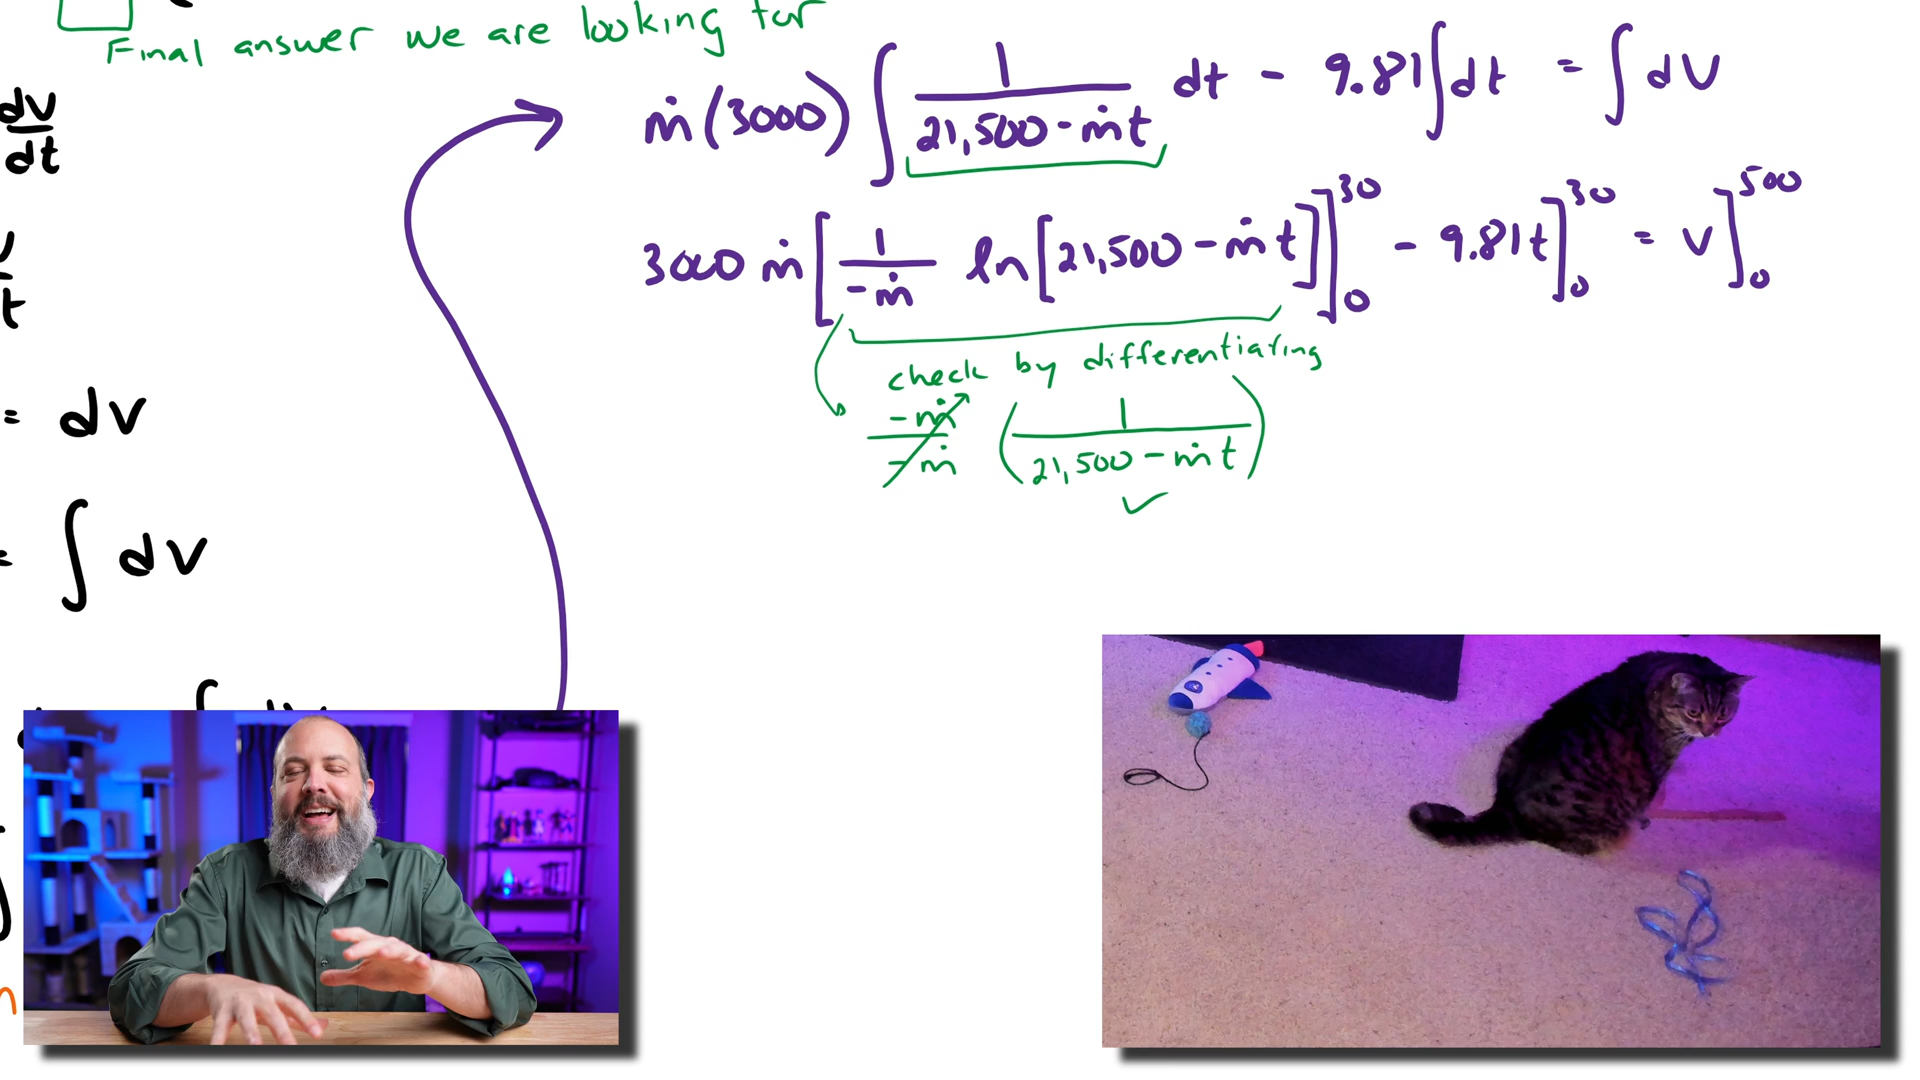 Final answer we are looking for
ṁ(3000) ∫ 1/(21,500 - ṁt) dt - 9.81∫dt = ∫dV
dv/dt
3000 ṁ [1/(-ṁ) ln[21,500 - ṁt]]₀³⁰ - 9.81t]₀³⁰ = v]₀⁵⁰⁰
check by differentiating
-ṁ/-ṁ (1/(21,500 - ṁt)) ✓
= dv
= ∫ dv